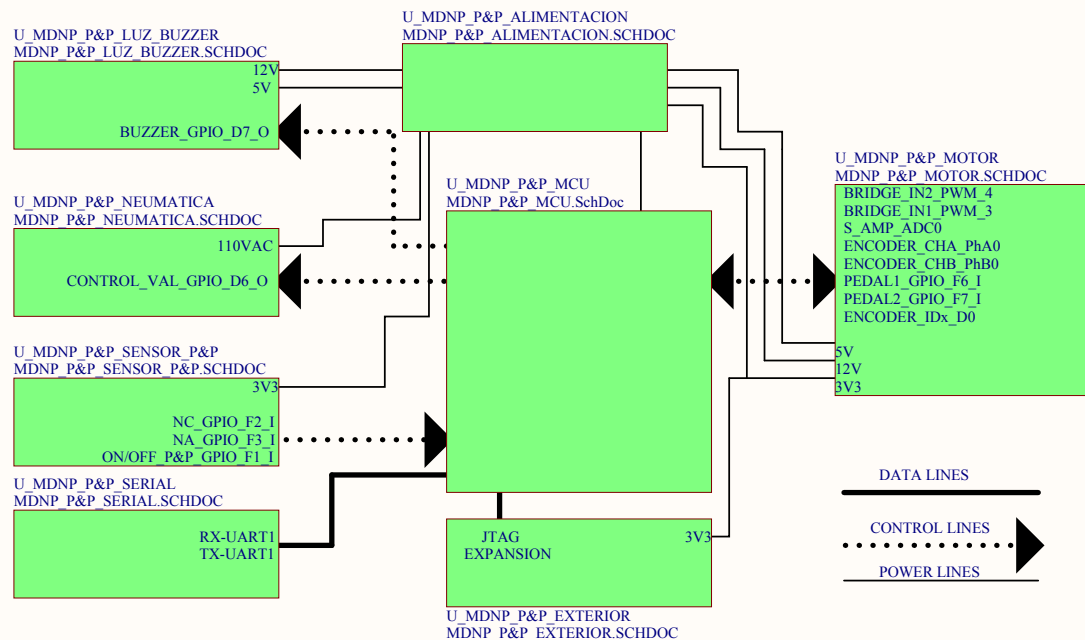 U_MDNP_P&P_LUZ_BUZZER
MDNP_P&P_LUZ_BUZZER.SCHDOC
12V
5V
BUZZER_GPIO_D7_O
U_MDNP_P&P_ALIMENTACION
MDNP_P&P_ALIMENTACION.SCHDOC
U_MDNP_P&P_NEUMATICA
MDNP_P&P_NEUMATICA.SCHDOC
110VAC
CONTROL_VAL_GPIO_D6_O
U_MDNP_P&P_MCU
MDNP_P&P_MCU.SchDoc
U_MDNP_P&P_MOTOR
MDNP_P&P_MOTOR.SCHDOC
BRIDGE_IN2_PWM_4
BRIDGE_IN1_PWM_3
S_AMP_ADC0
ENCODER_CHA_PhA0
ENCODER_CHB_PhB0
PEDAL1_GPIO_F6_I
PEDAL2_GPIO_F7_I
ENCODER_IDx_D0
5V
12V
3V3
U_MDNP_P&P_SENSOR_P&P
MDNP_P&P_SENSOR_P&P.SCHDOC
3V3
NC_GPIO_F2_I
NA_GPIO_F3_I
ON/OFF_P&P_GPIO_F1_I
U_MDNP_P&P_SERIAL
MDNP_P&P_SERIAL.SCHDOC
RX-UART1
TX-UART1
JTAG
EXPANSION
3V3
U_MDNP_P&P_EXTERIOR
MDNP_P&P_EXTERIOR.SCHDOC
DATA LINES
CONTROL LINES
POWER LINES